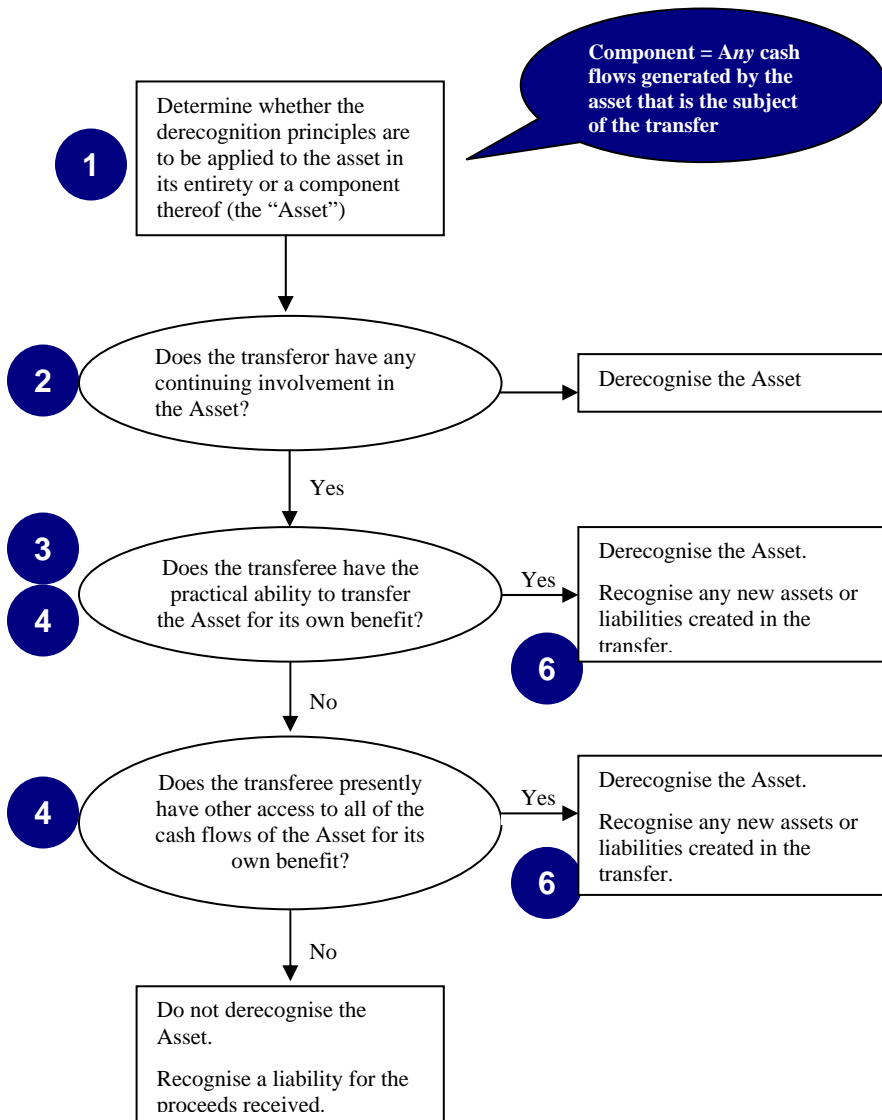 Component = Any cash
flows generated by the
asset that is the subject
of the transfer
1
Determine whether the
derecognition principles are
to be applied to the asset in
its entirety or a component
thereof (the “Asset”)
2
Does the transferor have any
continuing involvement in
the Asset?
Derecognise the Asset
Yes
3
4
Does the transferee have the
practical ability to transfer
the Asset for its own benefit?
Yes
Derecognise the Asset.
Recognise any new assets or
liabilities created in the
transfer.
6
No
4
Does the transferee presently
have other access to all of the
cash flows of the Asset for its
own benefit?
Yes
Derecognise the Asset.
Recognise any new assets or
liabilities created in the
transfer.
6
No
Do not derecognise the
Asset.
Recognise a liability for the
proceeds received.